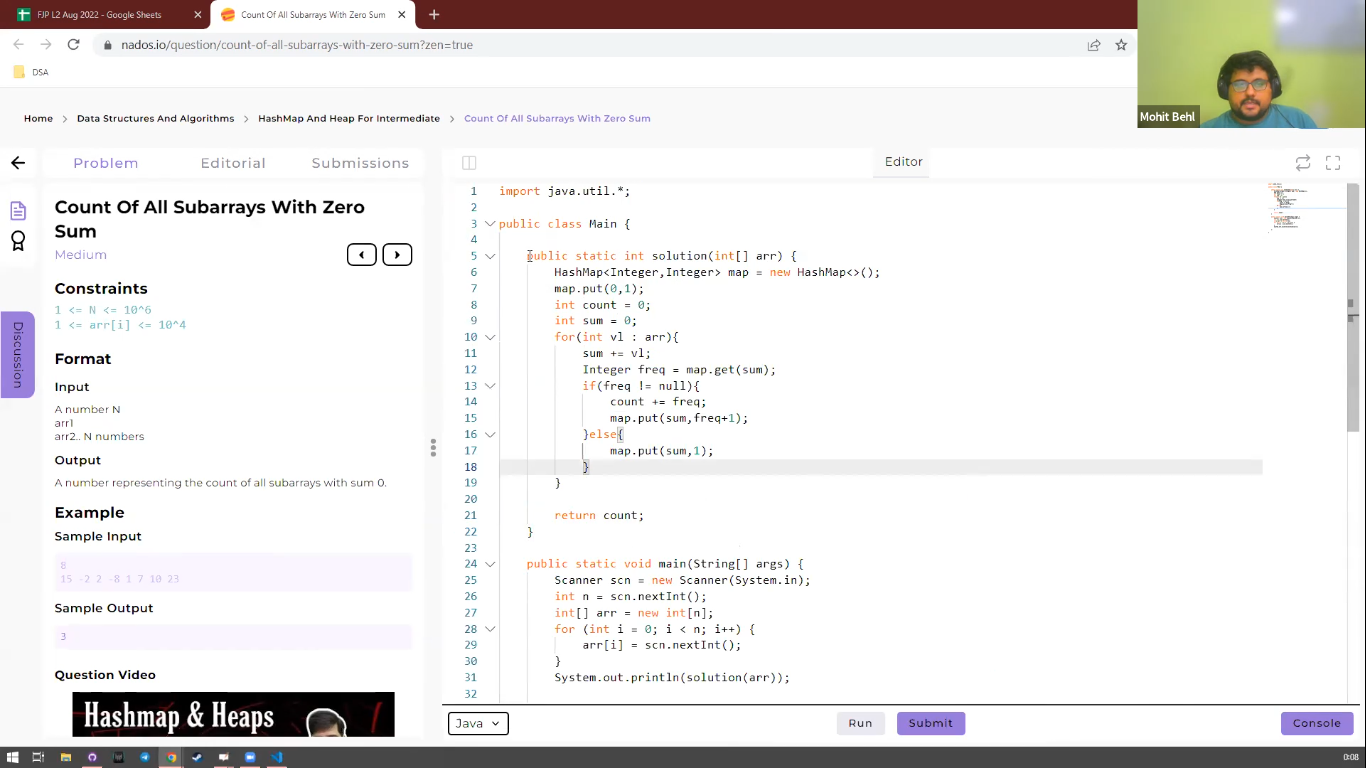 FJP L2 Aug 2022 - Google Sheets
Count Of All Subarrays With Zero Sum
nados.io/question/count-of-all-subarrays-with-zero-sum?zen=true
DSA
Mohit Behl
Home
Data Structures And Algorithms
HashMap And Heap For Intermediate
Count Of All Subarrays With Zero Sum
Problem
Editorial
Submissions
Editor
Discussion
Count Of All Subarrays With Zero
Sum
Medium
Constraints
1 <= N <= 10^6
1 <= arr[i] <= 10^4
Format
Input
A number N
arr1
arr2.. N numbers
Output
A number representing the count of all subarrays with sum 0.
Example
Sample Input
8
15 -2 2 -8 1 7 10 23
Sample Output
3
Question Video
Hashmap & Heaps
1 import java.util.*;
2
3 public class Main {
4
5 public static int solution(int[] arr) {
6 HashMap<Integer,Integer> map = new HashMap<>();
7 map.put(0,1);
8 int count = 0;
9 int sum = 0;
10 for(int vl : arr){
11 sum += vl;
12 Integer freq = map.get(sum);
13 if(freq != null){
14 count += freq;
15 map.put(sum,freq+1);
16 }else{
17 map.put(sum,1);
18 }
19 }
20
21 return count;
22 }
23
24 public static void main(String[] args) {
25 Scanner scn = new Scanner(System.in);
26 int n = scn.nextInt();
27 int[] arr = new int[n];
28 for (int i = 0; i < n; i++) {
29 arr[i] = scn.nextInt();
30 }
31 System.out.println(solution(arr));
32
Java
Run
Submit
Console
0:08